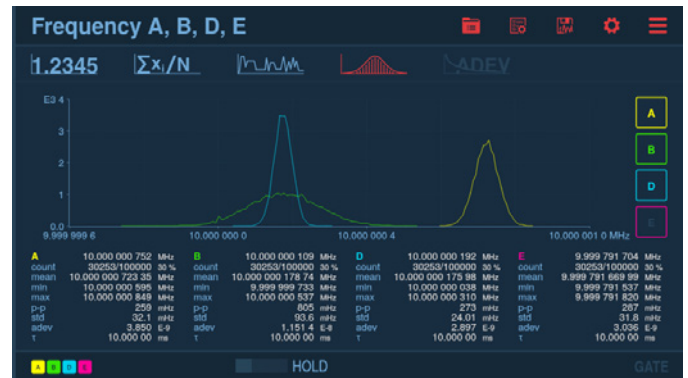 Frequency A, B, D, E
1.2345 ∑xᵢ/N ADEV
E3 4
3
2
1
0.0
9.999 999 6 10.000 000 0 10.000 000 4 10.000 001 0 MHz
A
B
D
E
A 10.000 000 752 MHz
count 30253/100000 30 %
mean 10.000 000 723 35 MHz
min 10.000 000 595 MHz
max 10.000 000 849 MHz
p-p 259 mHz
std 32.1 mHz
adev 3.850 E-9
τ 10.000 00 ms
B 10.000 000 109 MHz
count 30253/100000 30 %
mean 10.000 000 178 74 MHz
min 9.999 999 733 MHz
max 10.000 000 537 MHz
p-p 805 mHz
std 93.6 mHz
adev 1.151 4 E-8
τ 10.000 00 ms
D 10.000 000 192 MHz
count 30253/100000 30 %
mean 10.000 000 175 98 MHz
min 10.000 000 038 MHz
max 10.000 000 310 MHz
p-p 273 mHz
std 24.01 mHz
adev 2.897 E-9
τ 10.000 00 ms
E 9.999 791 704 MHz
count 30253/100000 30 %
mean 9.999 791 669 99 MHz
min 9.999 791 537 MHz
max 9.999 791 820 MHz
p-p 287 mHz
std 31.8 mHz
adev 3.036 E-9
τ 10.000 00 ms
A B D E HOLD GATE